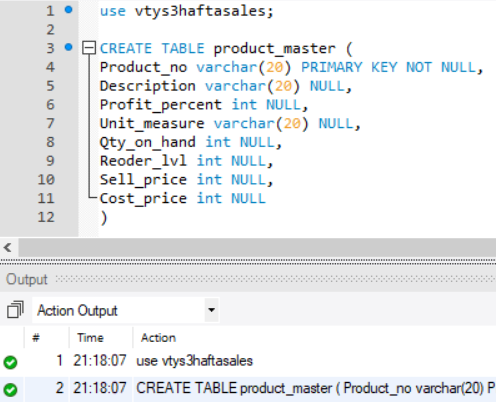 1 use vtys3haftasales;
2
3 CREATE TABLE product_master (
4 Product_no varchar(20) PRIMARY KEY NOT NULL,
5 Description varchar(20) NULL,
6 Profit_percent int NULL,
7 Unit_measure varchar(20) NULL,
8 Qty_on_hand int NULL,
9 Reoder_lvl int NULL,
10 Sell_price int NULL,
11 Cost_price int NULL
12 )
Output
Action Output
# Time Action
1 21:18:07 use vtys3haftasales
2 21:18:07 CREATE TABLE product_master ( Product_no varchar(20) P